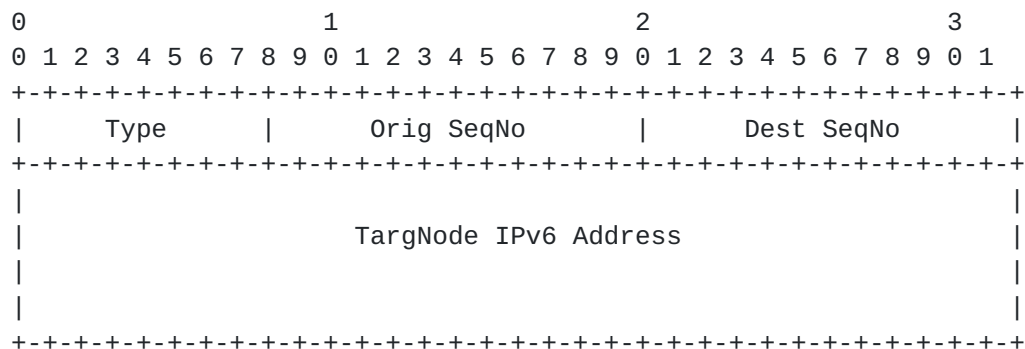 0                   1                   2                   3
0 1 2 3 4 5 6 7 8 9 0 1 2 3 4 5 6 7 8 9 0 1 2 3 4 5 6 7 8 9 0 1
+-+-+-+-+-+-+-+-+-+-+-+-+-+-+-+-+-+-+-+-+-+-+-+-+-+-+-+-+-+-+-+-+
|     Type      |      Orig SeqNo       |      Dest SeqNo       |
+-+-+-+-+-+-+-+-+-+-+-+-+-+-+-+-+-+-+-+-+-+-+-+-+-+-+-+-+-+-+-+-+
|                                                               |
|                     TargNode IPv6 Address                     |
|                                                               |
|                                                               |
+-+-+-+-+-+-+-+-+-+-+-+-+-+-+-+-+-+-+-+-+-+-+-+-+-+-+-+-+-+-+-+-+